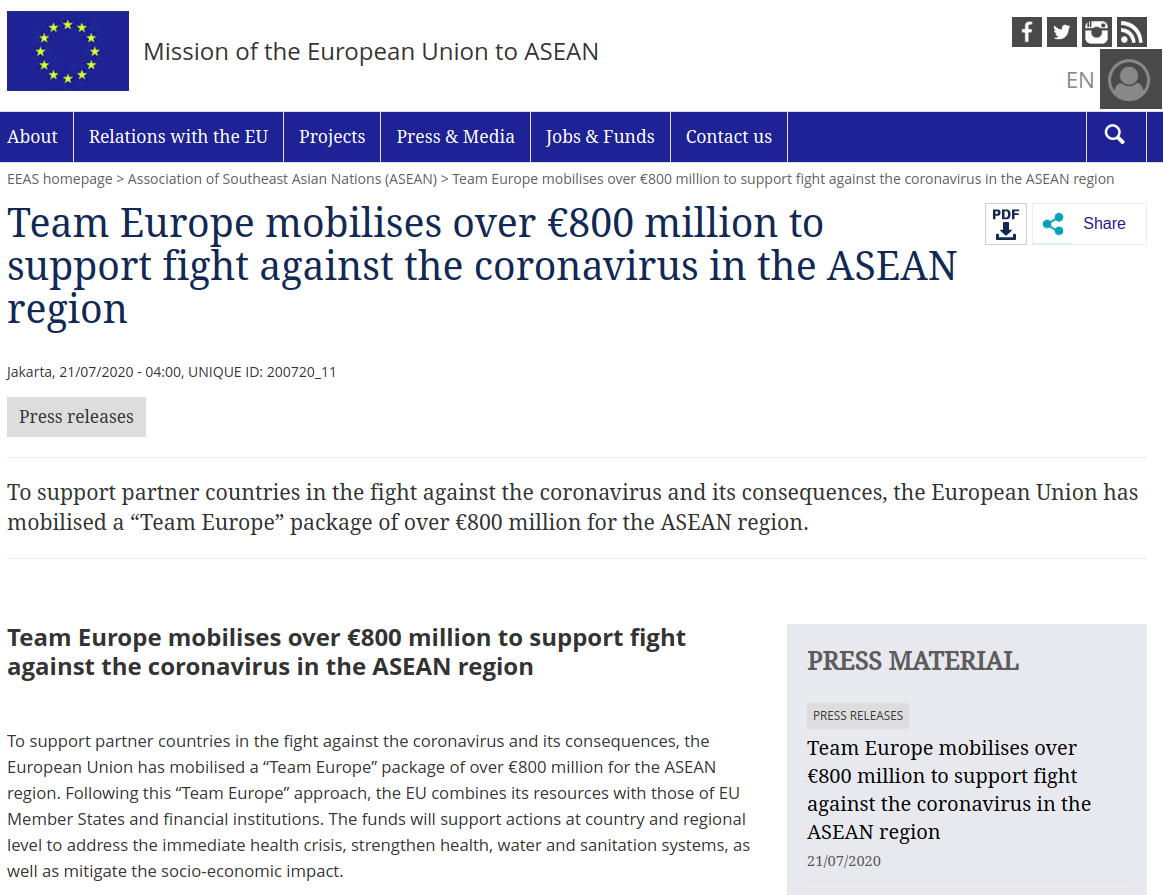 Mission of the European Union to ASEAN
EN
About
Relations with the EU
Projects
Press & Media
Jobs & Funds
Contact us
EEAS homepage > Association of Southeast Asian Nations (ASEAN) > Team Europe mobilises over €800 million to support fight against the coronavirus in the ASEAN region
Team Europe mobilises over €800 million to
support fight against the coronavirus in the ASEAN
region
PDF
Share
Jakarta, 21/07/2020 - 04:00, UNIQUE ID: 200720_11
Press releases
To support partner countries in the fight against the coronavirus and its consequences, the European Union has
mobilised a “Team Europe” package of over €800 million for the ASEAN region.
Team Europe mobilises over €800 million to support fight
against the coronavirus in the ASEAN region
To support partner countries in the fight against the coronavirus and its consequences, the
European Union has mobilised a “Team Europe” package of over €800 million for the ASEAN
region. Following this “Team Europe” approach, the EU combines its resources with those of EU
Member States and financial institutions. The funds will support actions at country and regional
level to address the immediate health crisis, strengthen health, water and sanitation systems, as
well as mitigate the socio-economic impact.
PRESS MATERIAL
PRESS RELEASES
Team Europe mobilises over
€800 million to support fight
against the coronavirus in the
ASEAN region
21/07/2020